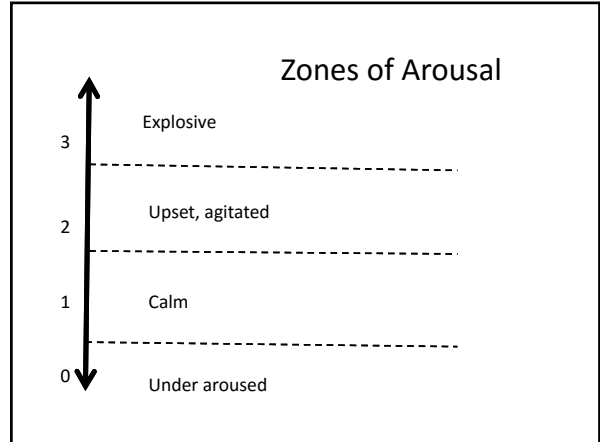 Zones of Arousal
3
Explosive
2
Upset, agitated
1
Calm
0
Under aroused